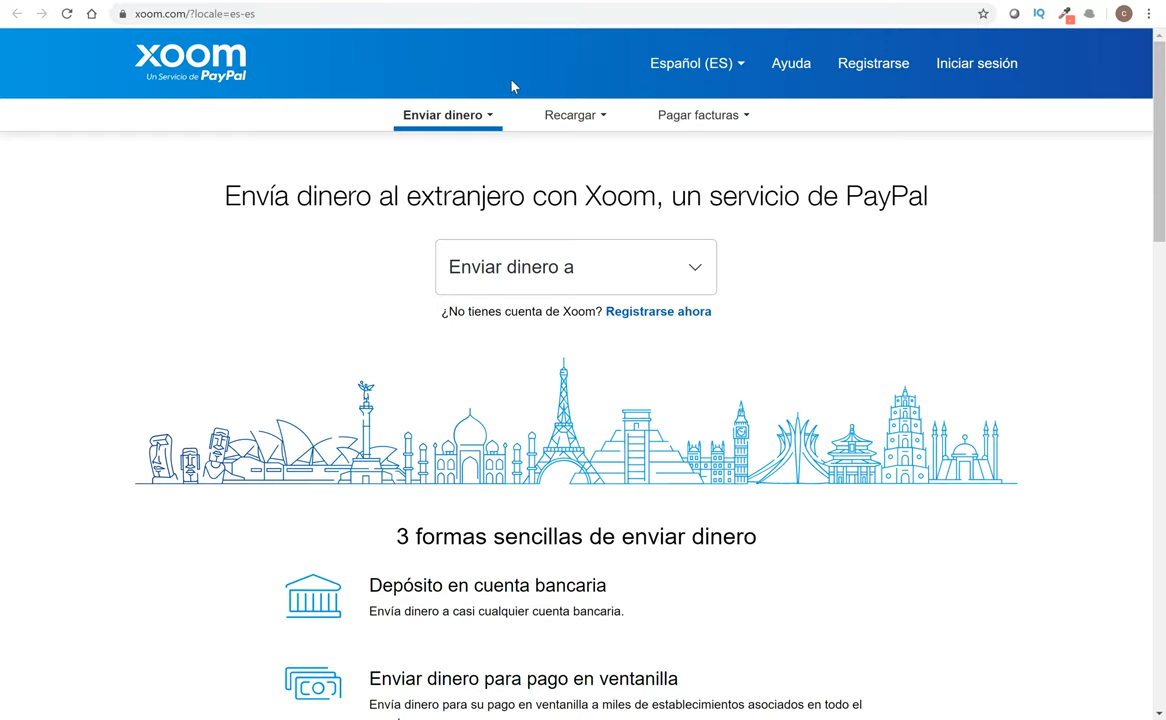 xoom.com/?locale=es-es
IQ
c
xoom
Un Servicio de PayPal
Español (ES)
Ayuda
Registrarse
Iniciar sesión
Enviar dinero
Recargar
Pagar facturas
Envía dinero al extranjero con Xoom, un servicio de PayPal
Enviar dinero a
¿No tienes cuenta de Xoom? Registrarse ahora
3 formas sencillas de enviar dinero
Depósito en cuenta bancaria
Envía dinero a casi cualquier cuenta bancaria.
Enviar dinero para pago en ventanilla
Envía dinero para su pago en ventanilla a miles de establecimientos asociados en todo el